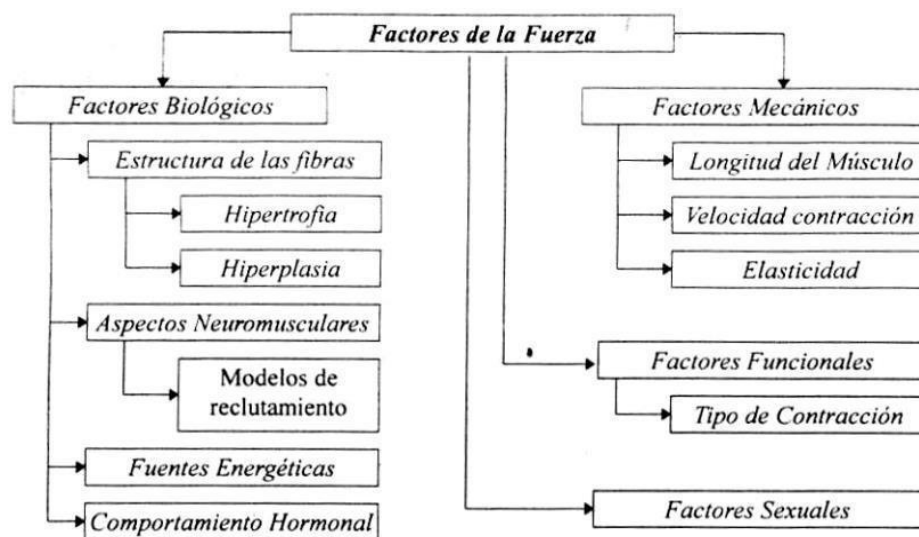 Factores de la Fuerza
Factores Biológicos
Estructura de las fibras
Hipertrofia
Hiperplasia
Aspectos Neuromusculares
Modelos de
reclutamiento
Fuentes Energéticas
Comportamiento Hormonal
Factores Mecánicos
Longitud del Músculo
Velocidad contracción
Elasticidad
Factores Funcionales
Tipo de Contracción
Factores Sexuales